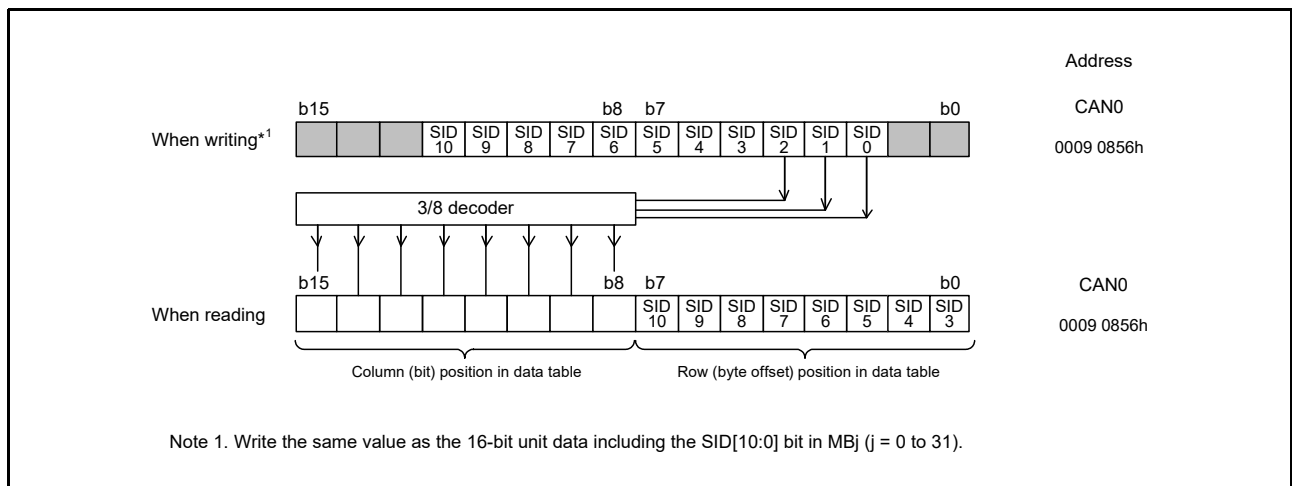 Address
b15 b8 b7 b0 CAN0
When writing*1 SID 10 SID 9 SID 8 SID 7 SID 6 SID 5 SID 4 SID 3 SID 2 SID 1 SID 0 0009 0856h
3/8 decoder
b15 b8 b7 b0 CAN0
When reading SID 10 SID 9 SID 8 SID 7 SID 6 SID 5 SID 4 SID 3 0009 0856h
Column (bit) position in data table Row (byte offset) position in data table
Note 1. Write the same value as the 16-bit unit data including the SID[10:0] bit in MBj (j = 0 to 31).